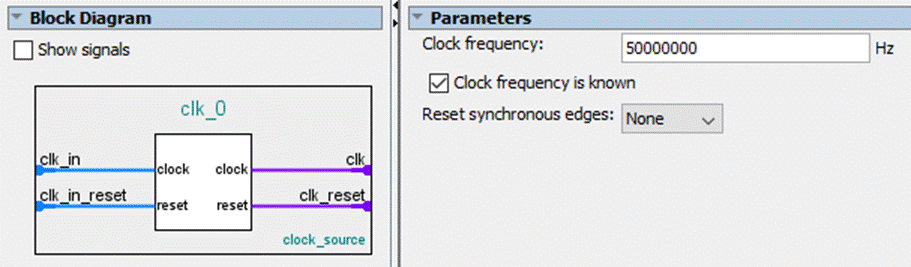 Block Diagram
Show signals
clk_0
clk_in
clock clock
clk
clk_in_reset
reset reset
clk_reset
clock_source
Parameters
Clock frequency: 50000000 Hz
Clock frequency is known
Reset synchronous edges: None